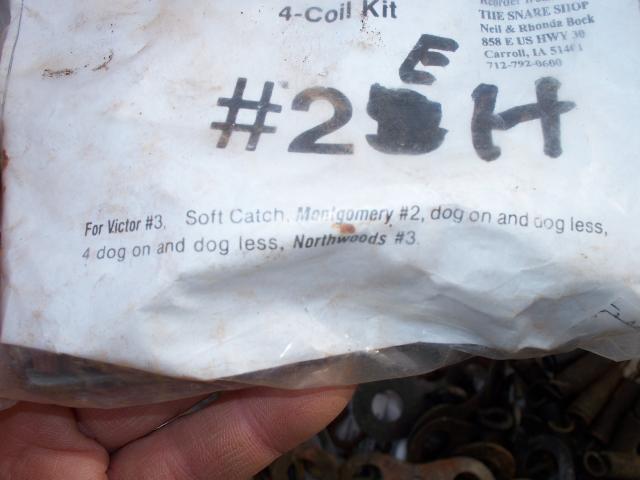 4-Coil Kit
THE SNARE SHOP
Neil & Rhonda Bock
858 E US HWY 30
Carroll, IA 51401
712-792-0600
E
#2 H
For Victor #3, Soft Catch, Montgomery #2, dog on and dog less,
4 dog on and dog less, Northwoods #3.